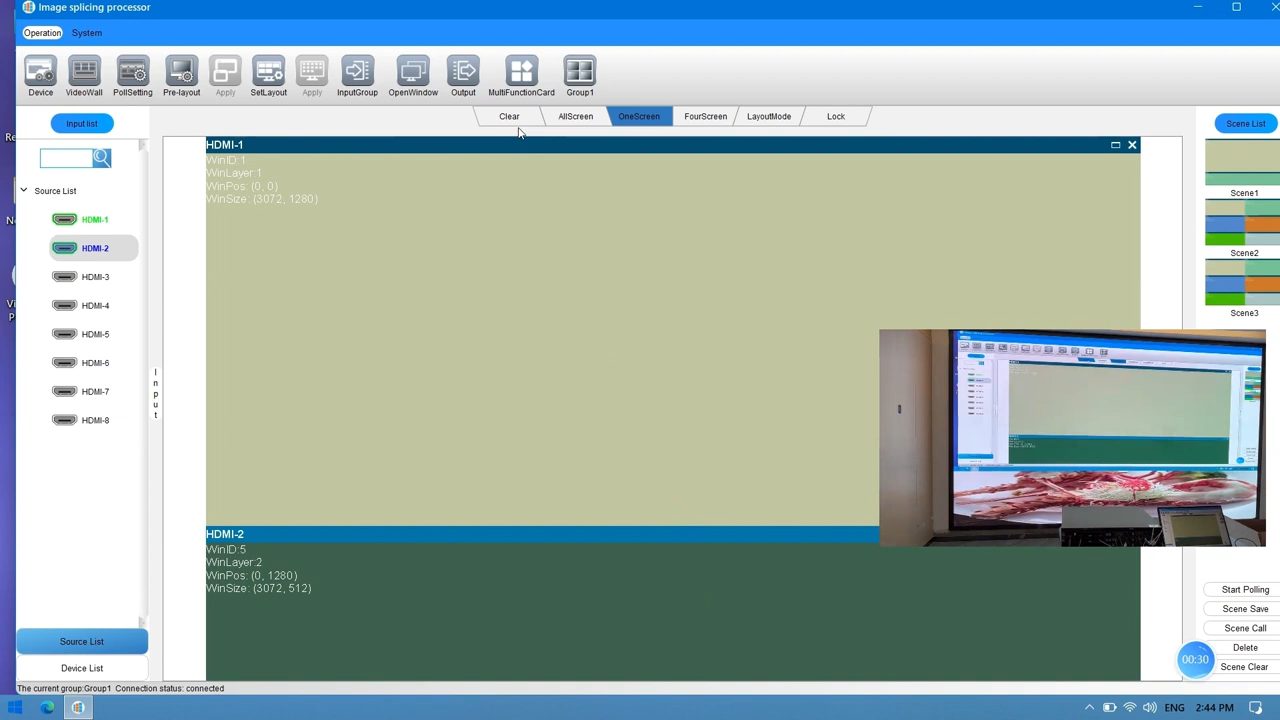 Image splicing processor
Operation System
Device VideoWall PollSetting Pre-layout Apply SetLayout Apply InputGroup OpenWindow Output MultiFunctionCard Group1
Input list
Clear AllScreen OneScreen FourScreen LayoutMode Lock
Scene List
HDMI-1
WinID:1
WinLayer:1
WinPos: (0, 0)
WinSize: (3072, 1280)
Source List
HDMI-1
HDMI-2
HDMI-3
HDMI-4
HDMI-5
HDMI-6
HDMI-7
HDMI-8
Input
Scene1
Scene2
Scene3
HDMI-2
WinID:5
WinLayer:2
WinPos: (0, 1280)
WinSize: (3072, 512)
Start Polling
Scene Save
Scene Call
Delete
Scene Clear
00:30
Source List
Device List
The current group:Group1 Connection status: connected
ENG 2:44 PM